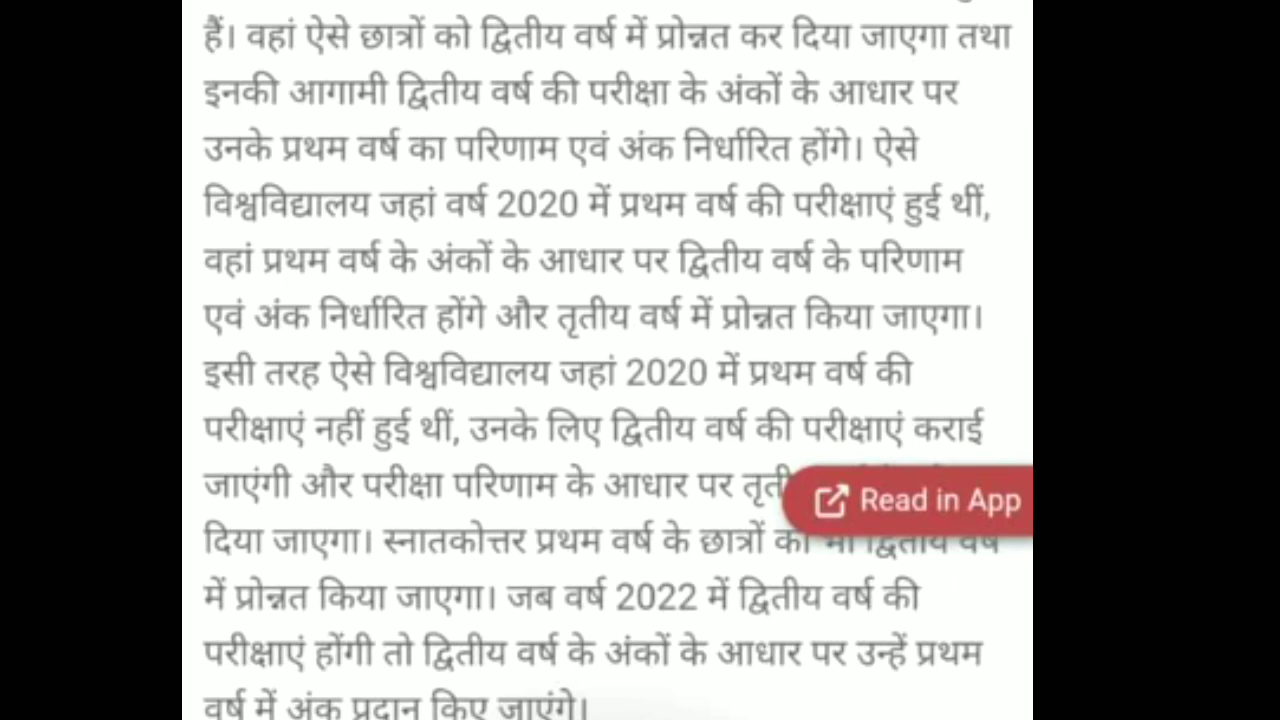 हैं। वहां ऐसे छात्रों को द्वितीय वर्ष में प्रोन्नत कर दिया जाएगा तथा
इनकी आगामी द्वितीय वर्ष की परीक्षा के अंकों के आधार पर
उनके प्रथम वर्ष का परिणाम एवं अंक निर्धारित होंगे। ऐसे
विश्वविद्यालय जहां वर्ष 2020 में प्रथम वर्ष की परीक्षाएं हुई थीं,
वहां प्रथम वर्ष के अंकों के आधार पर द्वितीय वर्ष के परिणाम
एवं अंक निर्धारित होंगे और तृतीय वर्ष में प्रोन्नत किया जाएगा।
इसी तरह ऐसे विश्वविद्यालय जहां 2020 में प्रथम वर्ष की
परीक्षाएं नहीं हुई थीं, उनके लिए द्वितीय वर्ष की परीक्षाएं कराई
जाएंगी और परीक्षा परिणाम के आधार पर
Read in App
दिया जाएगा। स्नातकोत्तर प्रथम वर्ष के छात्रों को भी द्वितीय वर्ष
में प्रोन्नत किया जाएगा। जब वर्ष 2022 में द्वितीय वर्ष की
परीक्षाएं होंगी तो द्वितीय वर्ष के अंकों के आधार पर उन्हें प्रथम
वर्ष में अंक प्रदान किए जाएंगे।